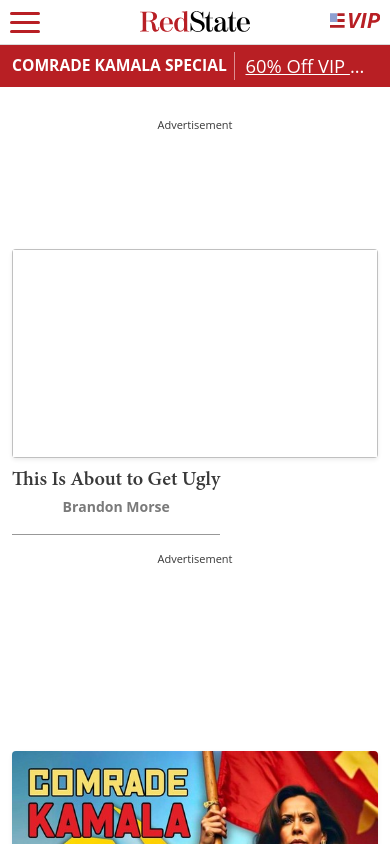 RedState
VIP
COMRADE KAMALA SPECIAL
60% Off VIP ...
Advertisement
This Is About to Get Ugly
Brandon Morse
Advertisement
COMRADE
KAMALA